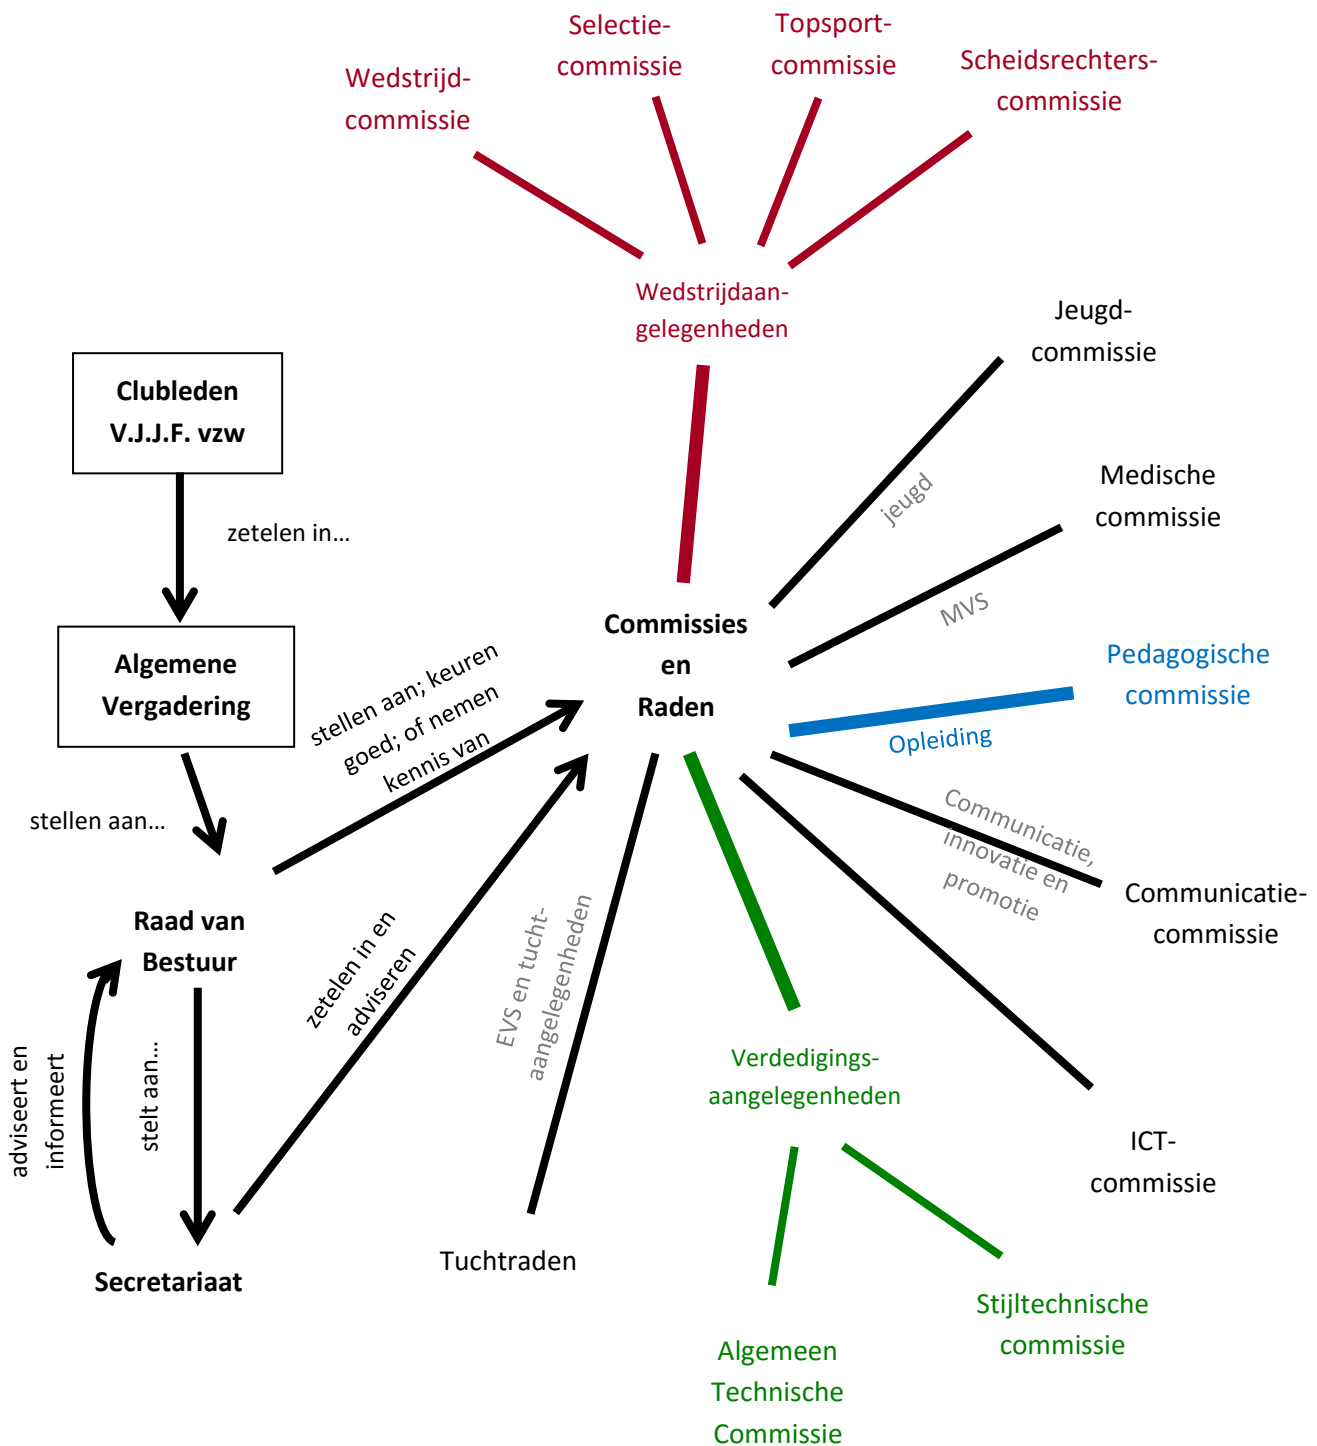 Selectie-
commissie
Topsport-
commissie
Scheidsrechters-
commissie
Wedstrijd-
commissie
Wedstrijdaan-
gelegenheden
Jeugd-
commissie
jeugd
Clubleden
V.J.J.F. vzw
zetelen in...
Medische
commissie
MVS
Algemene
Vergadering
stellen aan; keuren
goed; of nemen
kennis van
Commissies
en
Raden
Pedagogische
commissie
Opleiding
stellen aan...
Communicatie,
innovatie en
promotie
Communicatie-
commissie
Raad van
Bestuur
zetelen in en
adviseren
EVS en tucht-
aangelegenheden
adviseert en
informeert
stelt aan...
Verdedigings-
aangelegenheden
ICT-
commissie
Secretariaat
Tuchtraden
Stijltechnische
commissie
Algemeen
Technische
Commissie